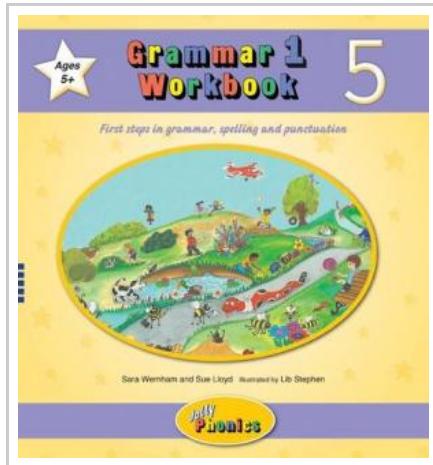 Ages
5+
Grammar 1
Workbook
5
First steps in grammar, spelling and punctuation
Sara Wernham and Sue Lloyd Illustrated by Lib Stephen
Jolly
Phonics